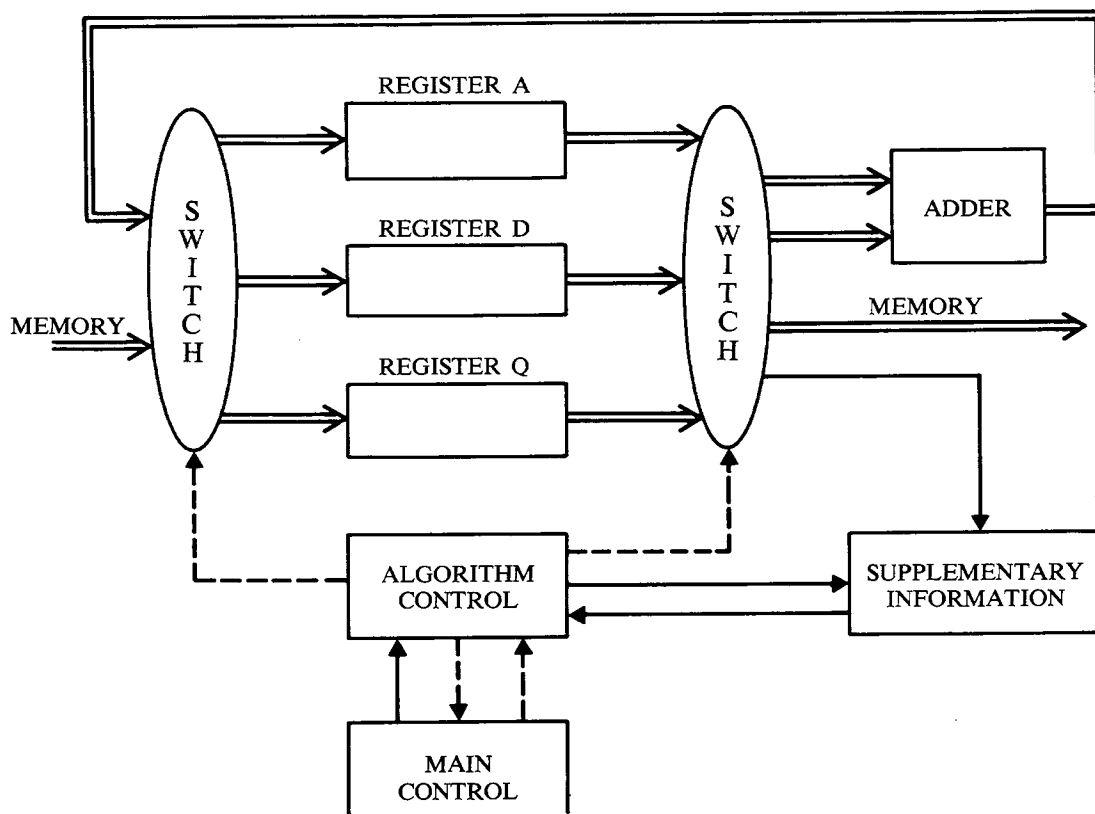 REGISTER A
SWITCH
REGISTER D
SWITCH
ADDER
MEMORY
MEMORY
REGISTER Q
ALGORITHM
CONTROL
SUPPLEMENTARY
INFORMATION
MAIN
CONTROL